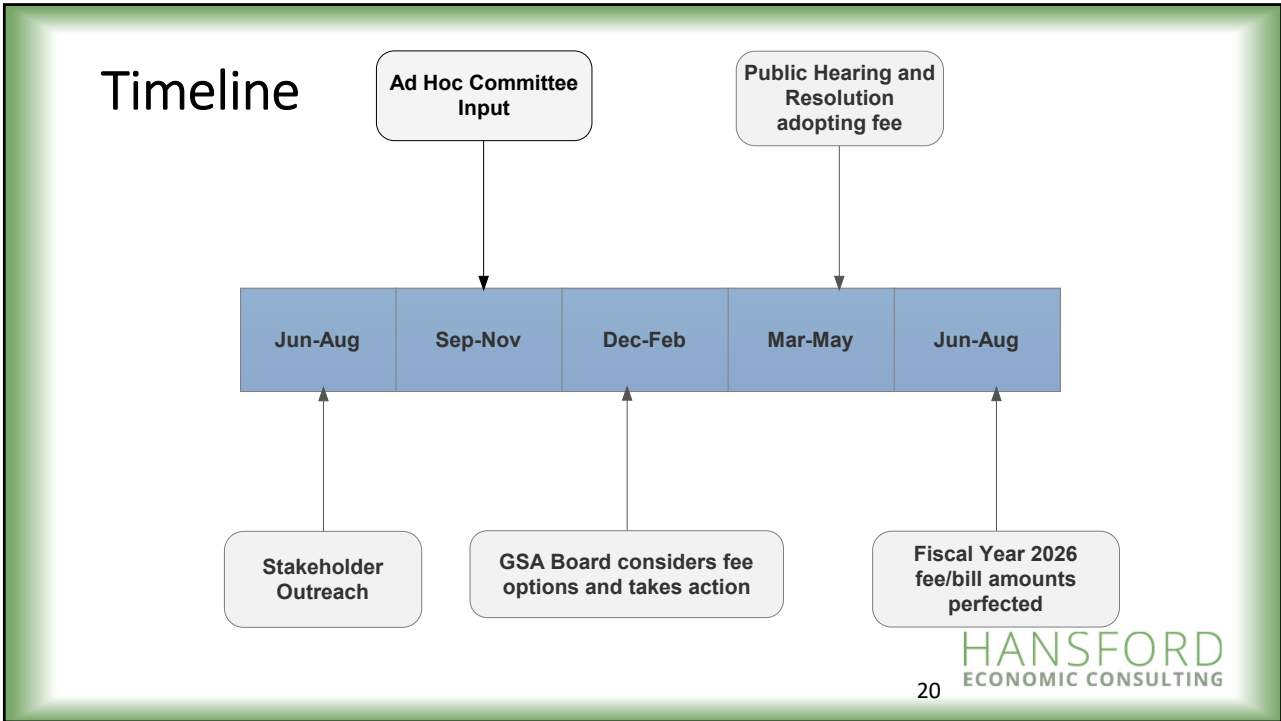 Timeline
Ad Hoc Committee
Input
Public Hearing and
Resolution
adopting fee
Jun-Aug
Sep-Nov
Dec-Feb
Mar-May
Jun-Aug
Stakeholder
Outreach
GSA Board considers fee
options and takes action
Fiscal Year 2026
fee/bill amounts
perfected
HANSFORD
ECONOMIC CONSULTING
20